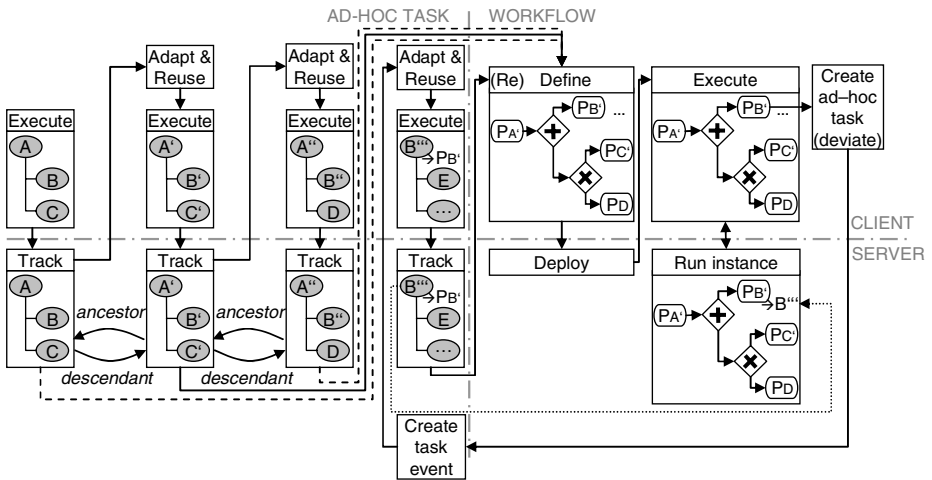 AD-HOC TASK
WORKFLOW
Adapt &
Reuse
Adapt &
Reuse
Adapt &
Reuse
(Re) Define
Execute
Create
ad–hoc
task
(deviate)
Execute
A
B
C
Execute
A‘
B‘
C‘
Execute
A‘‘
B‘‘
D
Execute
B‘‘‘
→PB‘
E
...
PA‘
PB‘ ...
PC‘
PD
PA‘
PB‘ ...
PC‘
PD
CLIENT
SERVER
Track
A
B
C
Track
A‘
B‘
C‘
Track
A‘‘
B‘‘
D
Track
B‘‘‘
→PB‘
E
...
ancestor
descendant
ancestor
descendant
Deploy
Run instance
PA‘
PB‘
→B‘‘‘
PC‘
PD
Create
task
event